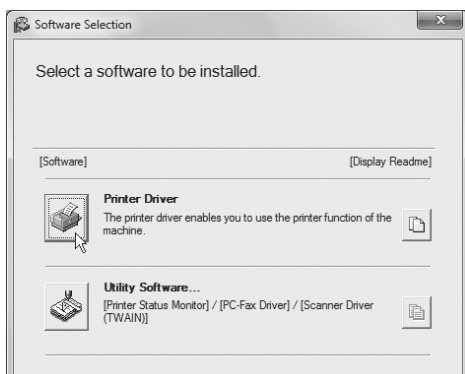 Software Selection
x
Select a software to be installed.
[Software] [Display Readme]
Printer Driver
The printer driver enables you to use the printer function of the
machine.
Utility Software...
[Printer Status Monitor] / [PC-Fax Driver] / [Scanner Driver
(TWAIN)]